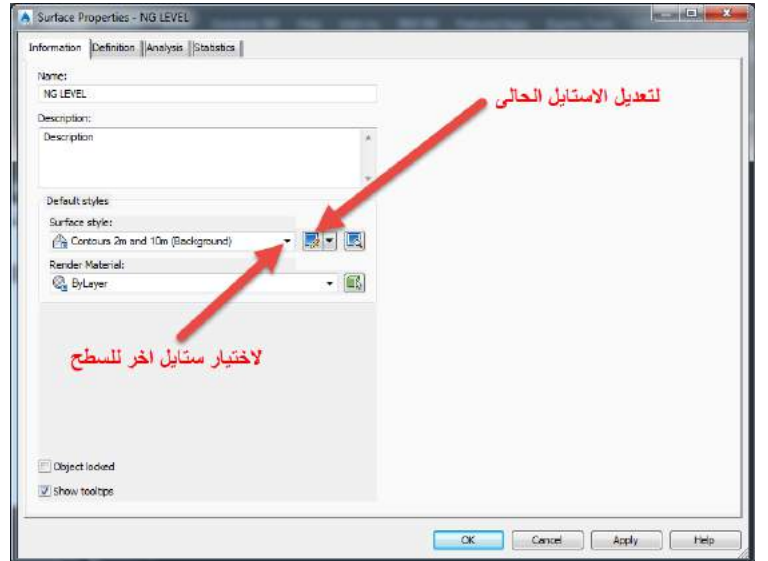 Surface Properties - NG LEVEL
Information
Definition
Analysis
Statistics
Name:
NG LEVEL
لتعديل الاستايل الحالى
Description:
Description
Default styles
Surface style:
Contours 2m and 10m (Background)
Render Material:
ByLayer
لاختيار ستايل اخر للسطح
Object locked
Show tooltips
OK
Cancel
Apply
Help